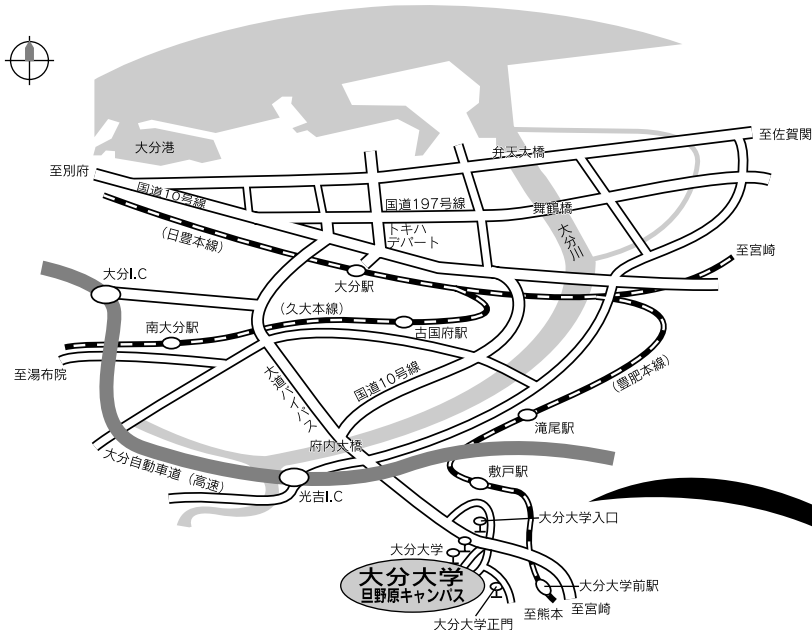 大分港
弁天大橋
至佐賀関
至別府
国道10号線
国道197号線
舞鶴橋
(日豊本線)
トキハ
デパート
大分川
至宮崎
大分I.C
大分駅
(久大本線)
南大分駅
古国府駅
至湯布院
大道バイパス
国道10号線
(豊肥本線)
滝尾駅
府内大橋
大分自動車道(高速)
敷戸駅
光吉I.C
大分大学入口
大分大学
大分大学
旦野原キャンパス
大分大学前駅
至熊本
至宮崎
大分大学正門